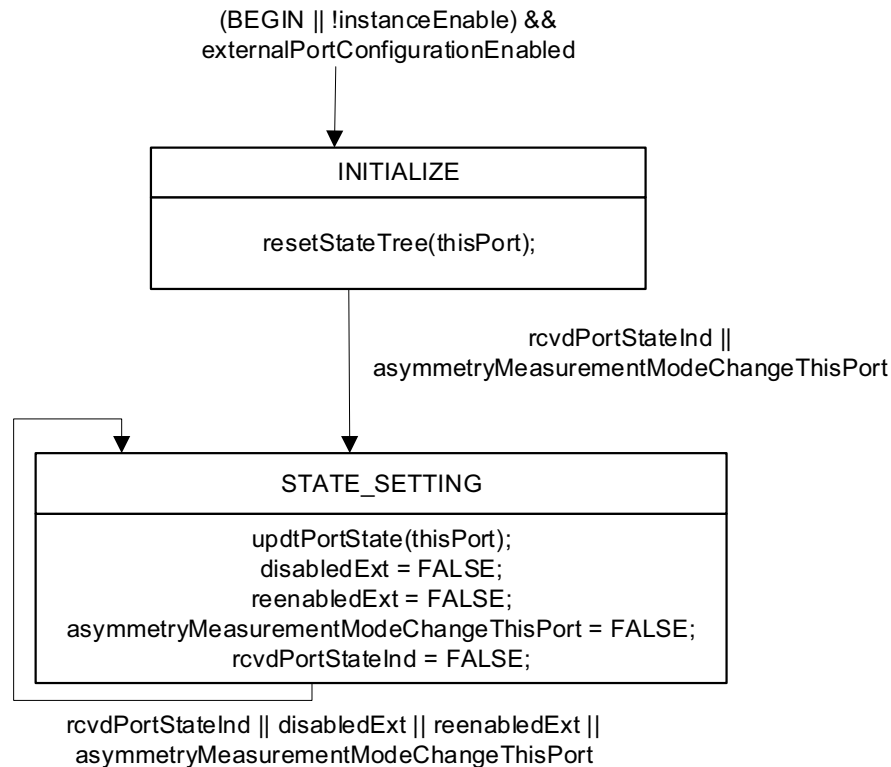 (BEGIN || !instanceEnable) &&
externalPortConfigurationEnabled
INITIALIZE
resetStateTree(thisPort);
rcvdPortStateInd ||
asymmetryMeasurementModeChangeThisPort
STATE_SETTING
updtPortState(thisPort);
disabledExt = FALSE;
reenabledExt = FALSE;
asymmetryMeasurementModeChangeThisPort = FALSE;
rcvdPortStateInd = FALSE;
rcvdPortStateInd || disabledExt || reenabledExt ||
asymmetryMeasurementModeChangeThisPort